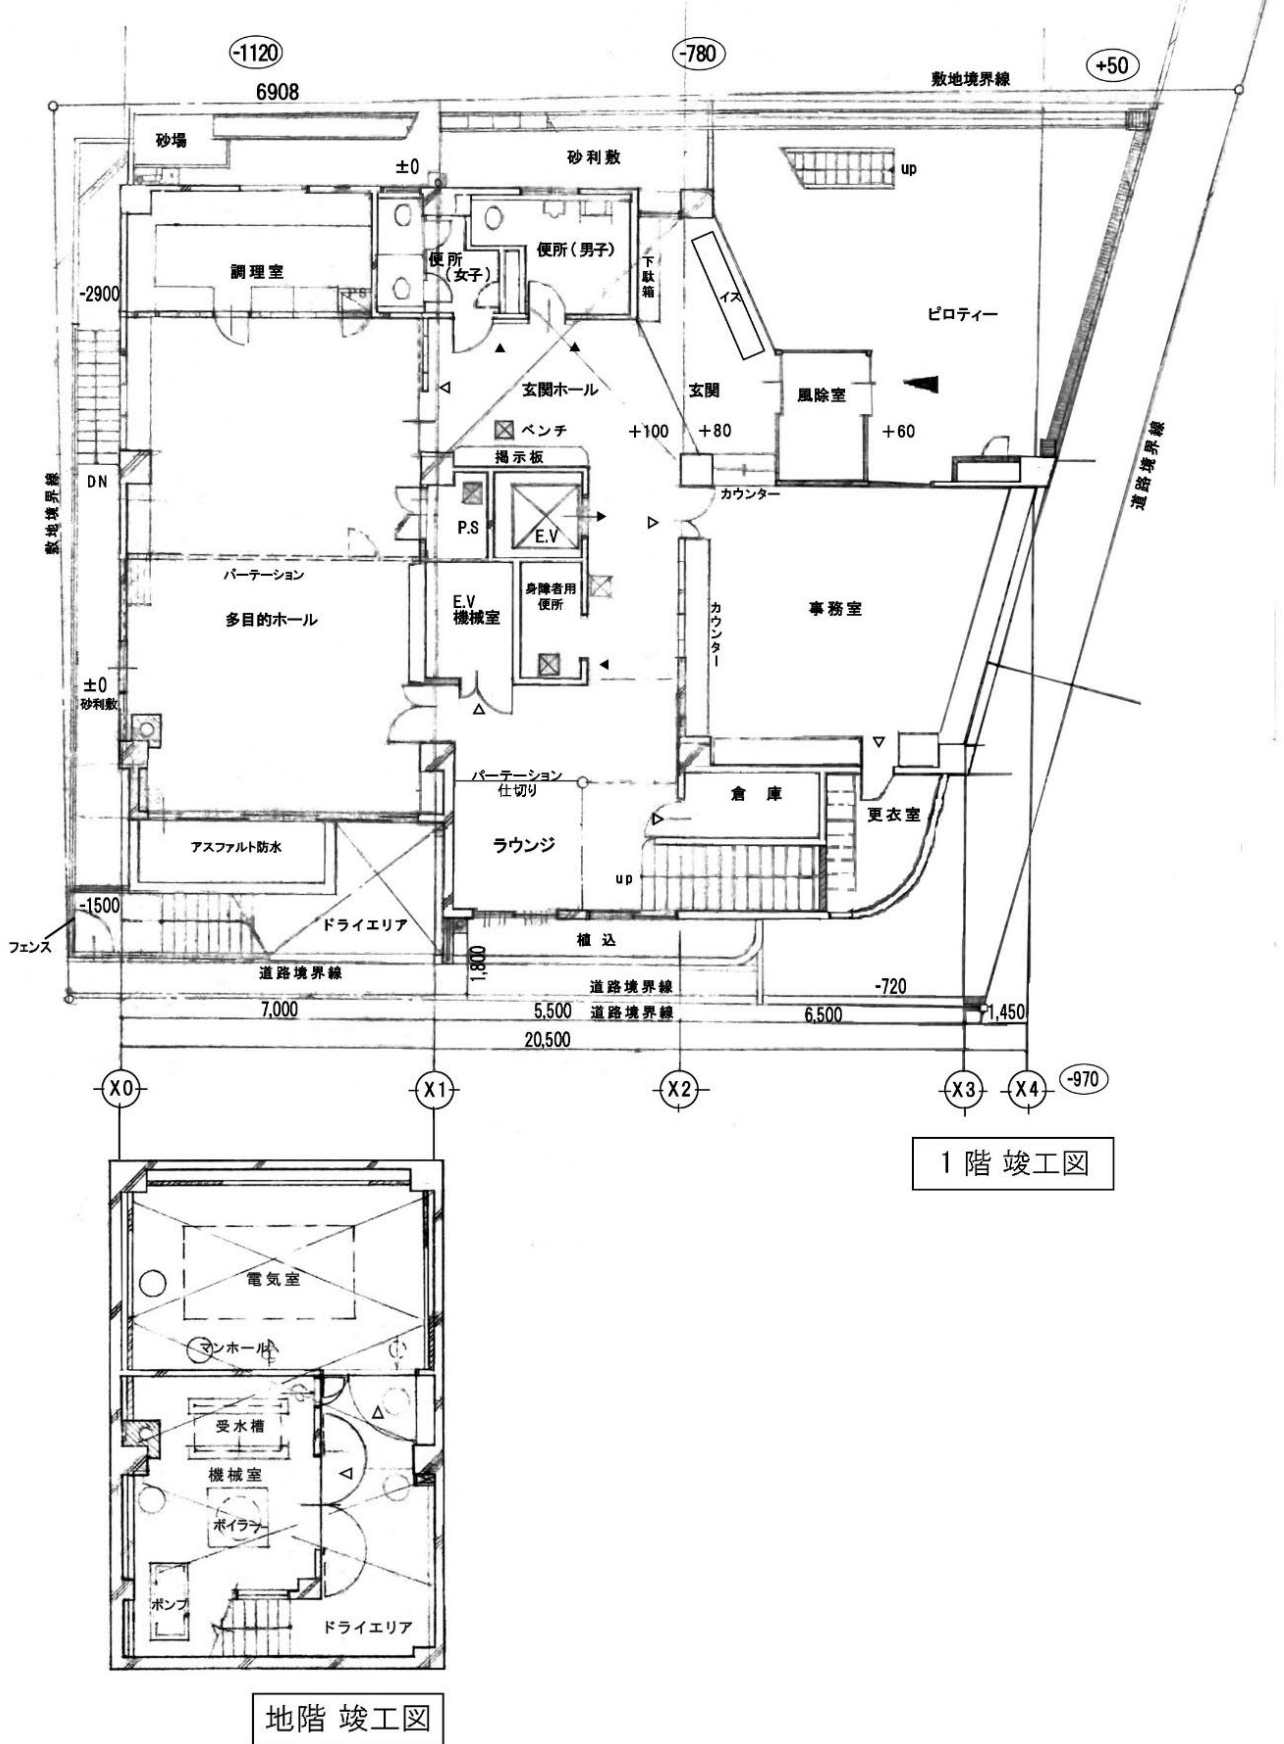 -1120
-780
+50
6908
敷地境界線
砂場
砂利敷
±0
up
便所
(女子)
便所(男子)
下駄箱
イス
調理室
P.S
-2900
ピロティー
玄関ホール
玄関
風除室
ベンチ
+100
+80
+60
掲示板
DN
敷地境界線
道路境界線
カウンター
P.S
E.V
パーテーション
多目的ホール
E.V
機械室
身障者用
便所
カウンター
事務室
±0
砂利敷
パーテーション
仕切り
倉 庫
更衣室
アスファルト防水
ラウンジ
up
-1500
フェンス
ドライエリア
植 込
1,800
道路境界線
道路境界線
-720
7,000
5,500
道路境界線
6,500
1,450
20,500
X0
X1
X2
X3
X4
-970
1階 竣工図
電気室
マンホール
受水槽
機械室
ボイラー
ポンプ
ドライエリア
地階 竣工図